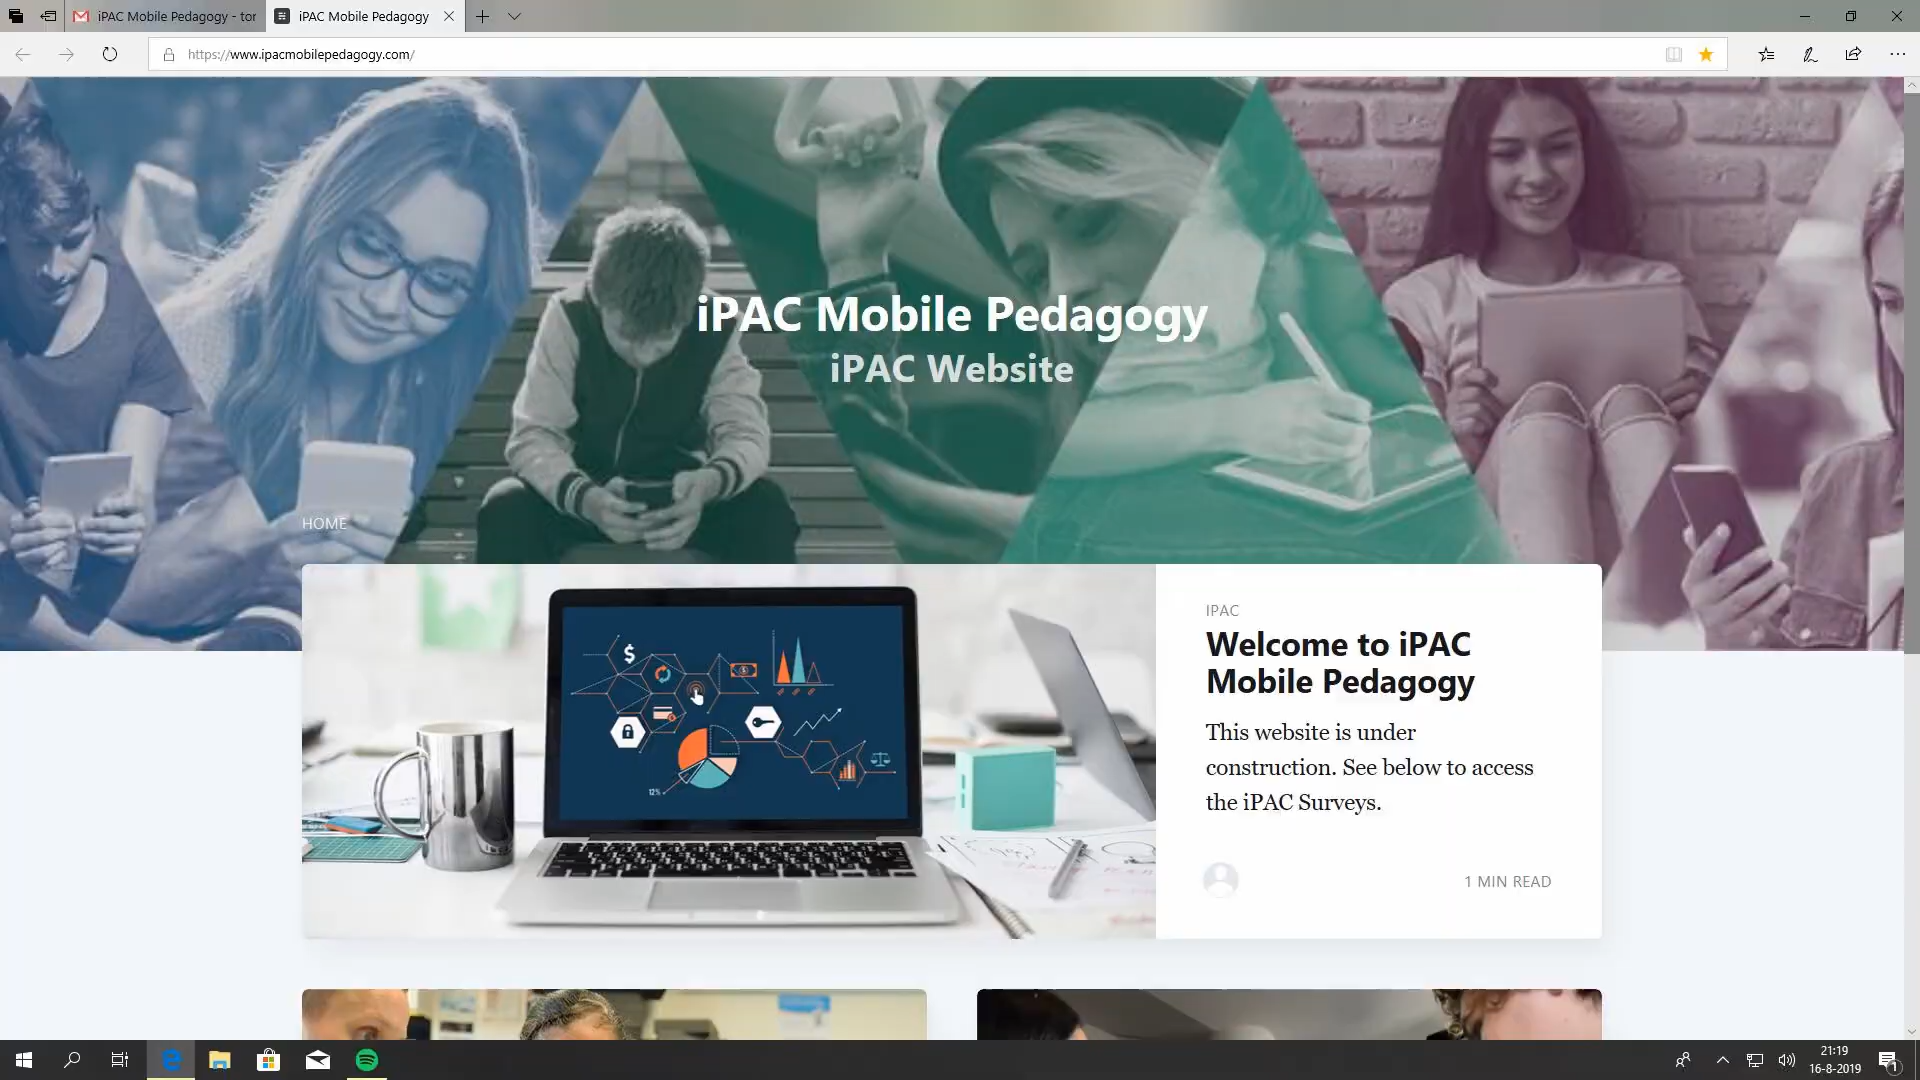 iPAC Mobile Pedagogy - tor
iPAC Mobile Pedagogy
https://www.ipacmobilepedagogy.com/
iPAC Mobile Pedagogy
iPAC Website
HOME
$
12%
IPAC
Welcome to iPAC
Mobile Pedagogy
This website is under
construction. See below to access
the iPAC Surveys.
1 MIN READ
21:19
16-8-2019
1